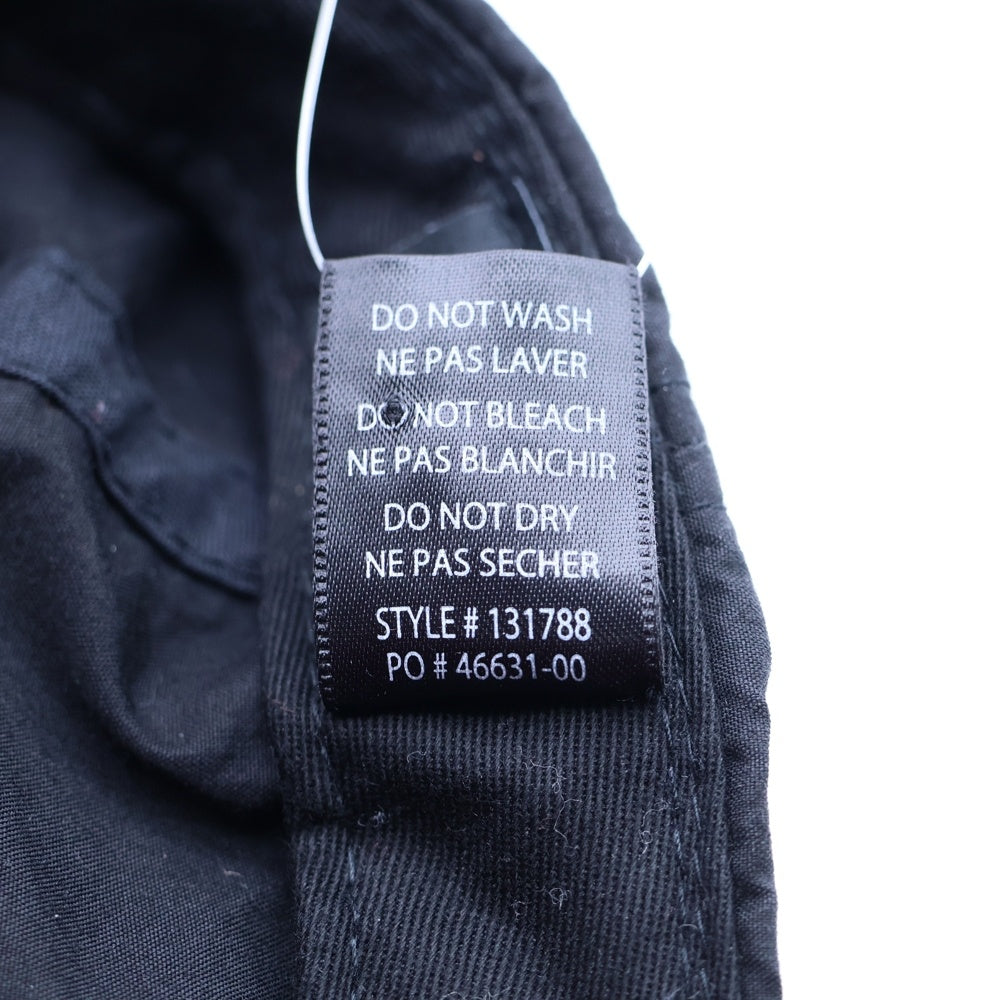 DO NOT WASH
NE PAS LAVER
DO NOT BLEACH
NE PAS BLANCHIR
DO NOT DRY
NE PAS SECHER
STYLE # 131788
PO # 46631-00